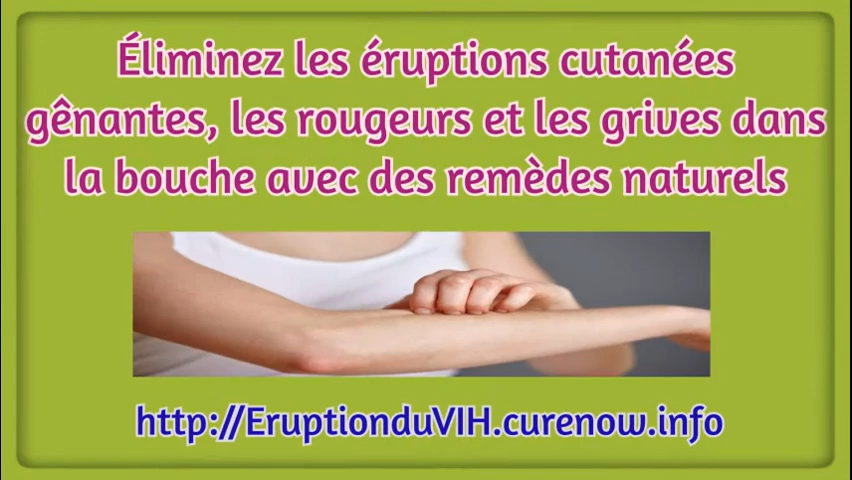 Éliminez les éruptions cutanées
gênantes, les rougeurs et les grives dans
la bouche avec des remèdes naturels
http://EruptionduVIH.curenow.info